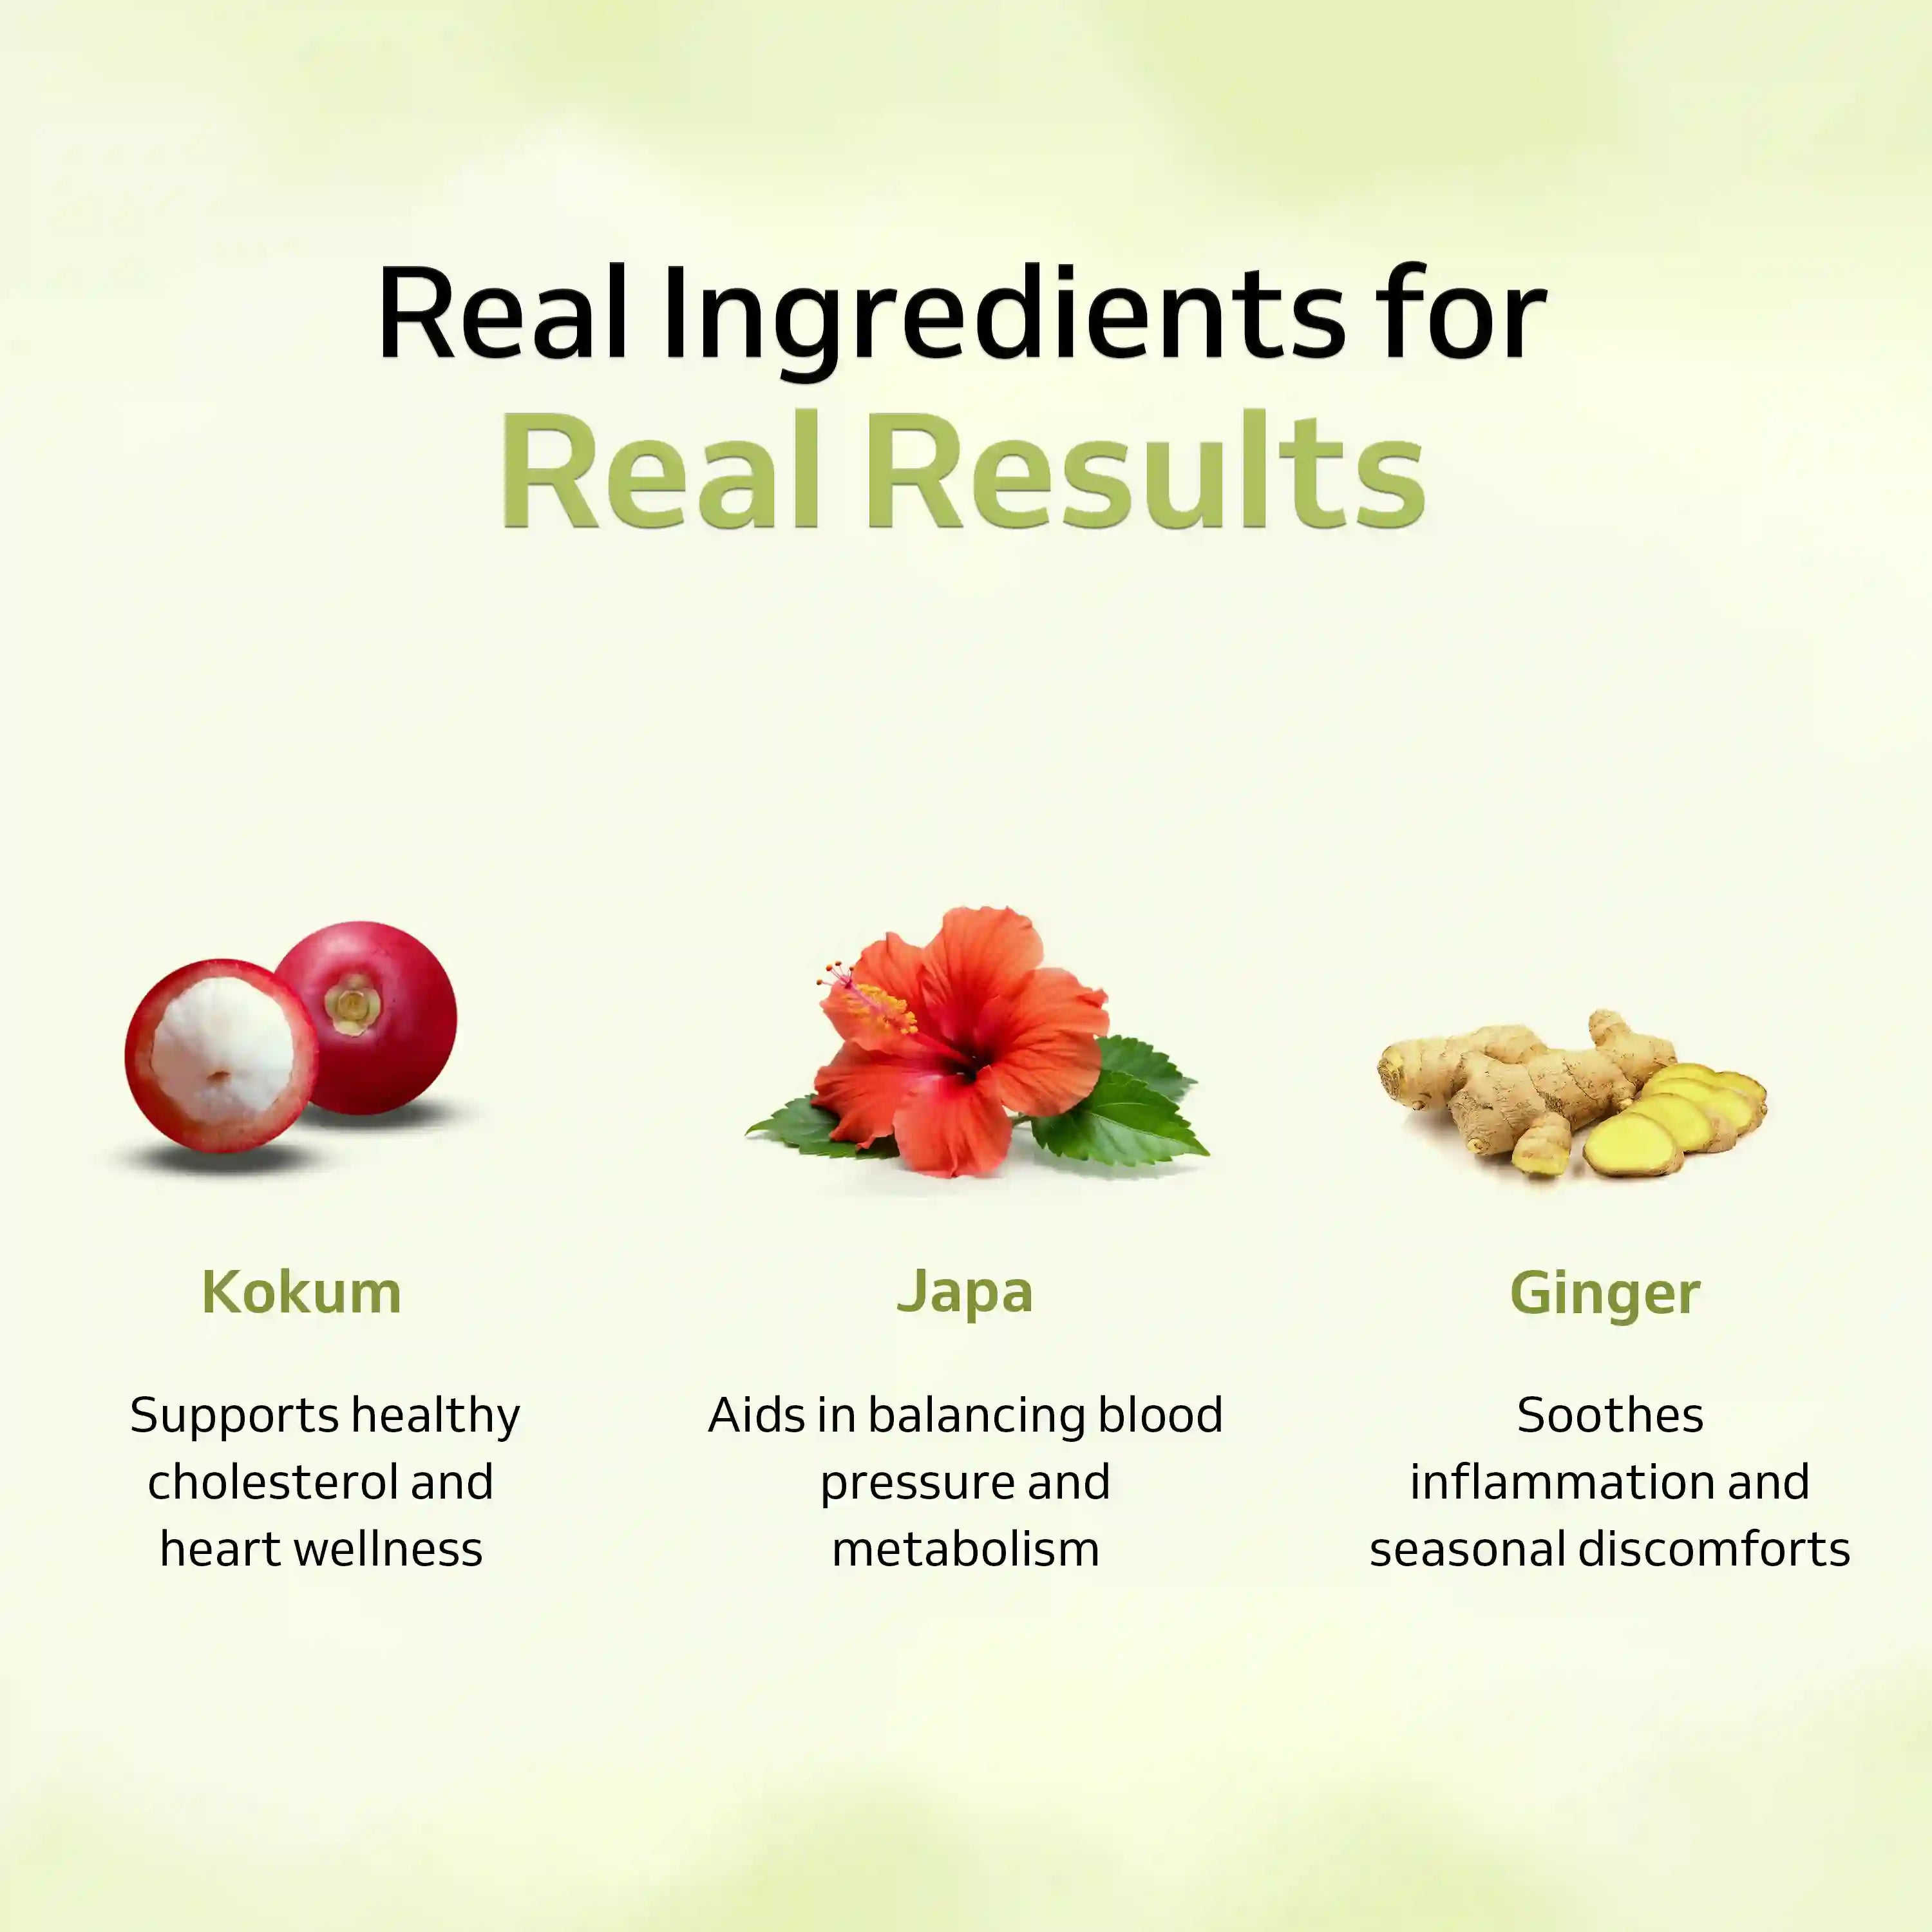 Real Ingredients for
Real Results
Kokum
Supports healthy
cholesterol and
heart wellness
Japa
Aids in balancing blood
pressure and
metabolism
Ginger
Soothes
inflammation and
seasonal discomforts